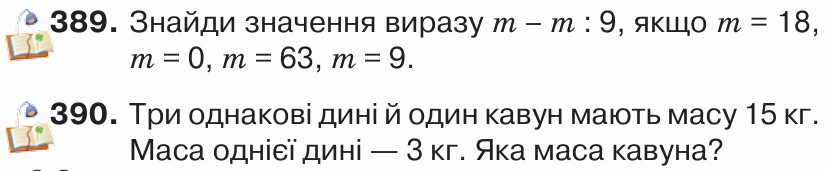 389. Знайди значення виразу m – m : 9, якщо m = 18,
m = 0, m = 63, m = 9.
390. Три однакові дині й один кавун мають масу 15 кг.
Маса однієї дині — 3 кг. Яка маса кавуна?